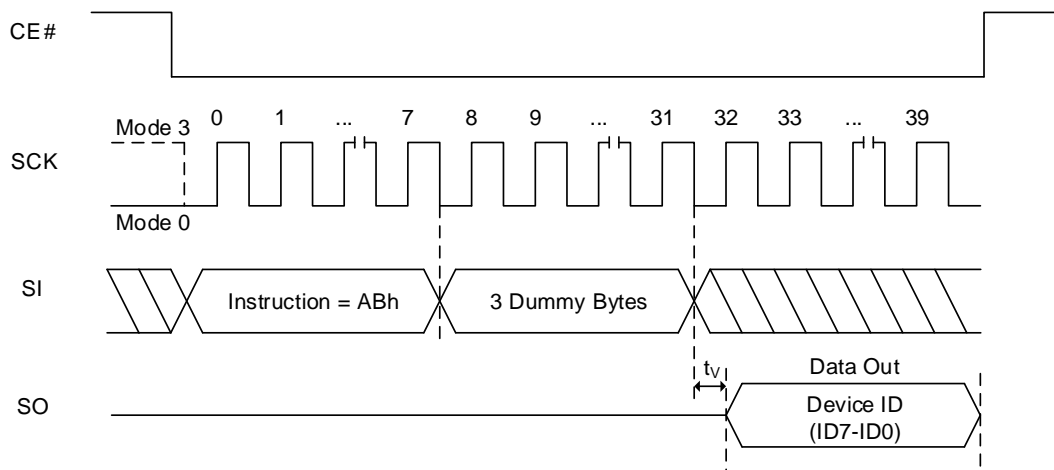 CE#
0 1 ... 7 8 9 ... 31 32 33 ... 39
Mode 3
SCK
Mode 0
SI
Instruction = ABh
3 Dummy Bytes
tV
Data Out
SO
Device ID
(ID7-ID0)